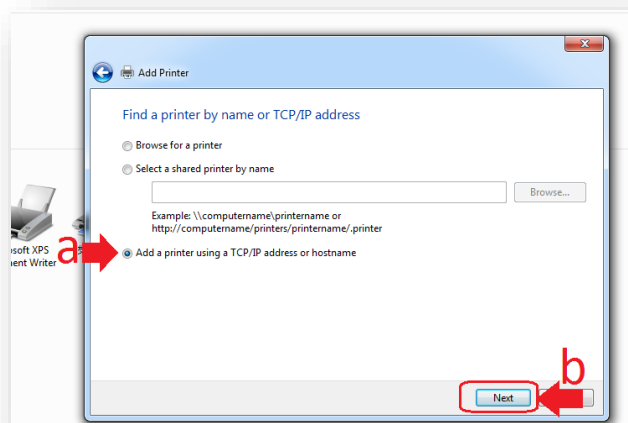 Add Printer
Find a printer by name or TCP/IP address
Browse for a printer
Select a shared printer by name
Browse...
Example: \\computername\printername or
http://computername/printers/printername/.printer
osoft XPS
ment Writer
a
Add a printer using a TCP/IP address or hostname
b
Next